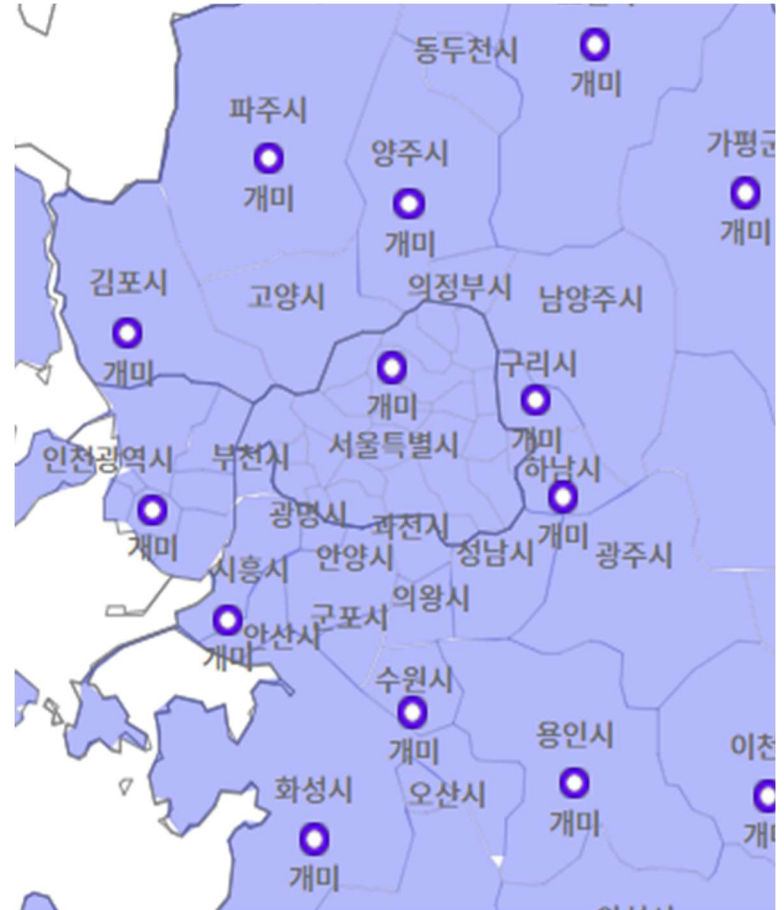 동두천시
개미
파주시
개미
양주시
개미
가평군
개미
김포시
개미
고양시
의정부시
남양주시
개미
구리시
개미
서울특별시
인천광역시
개미
부천시
하남시
개미
광명시
과천시
안양시
성남시
광주시
시흥시
개미
의왕시
군포시
안산시
수원시
개미
용인시
개미
이천
화성시
개미
오산시